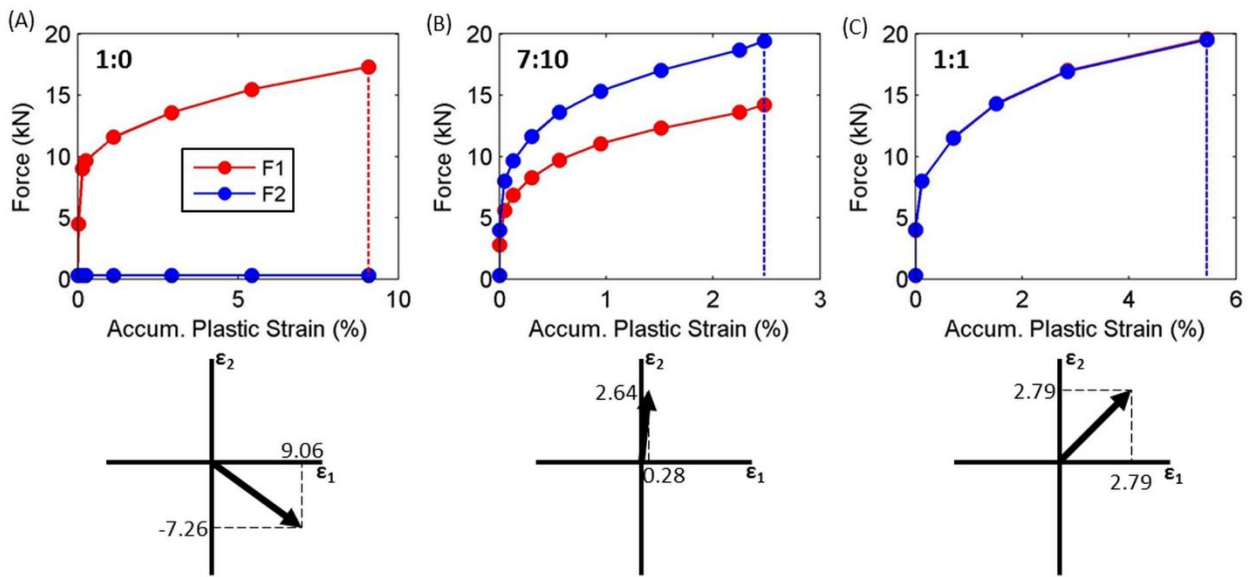 (A)
1:0
20
15
10
5
0
Force (kN)
F1
F2
0
5
10
Accum. Plastic Strain (%)
(B)
7:10
20
15
10
5
0
Force (kN)
0
1
2
3
Accum. Plastic Strain (%)
(C)
1:1
20
15
10
5
0
Force (kN)
0
2
4
6
Accum. Plastic Strain (%)
ε2
9.06
ε1
-7.26
ε2
2.64
0.28
ε1
ε2
2.79
2.79
ε1